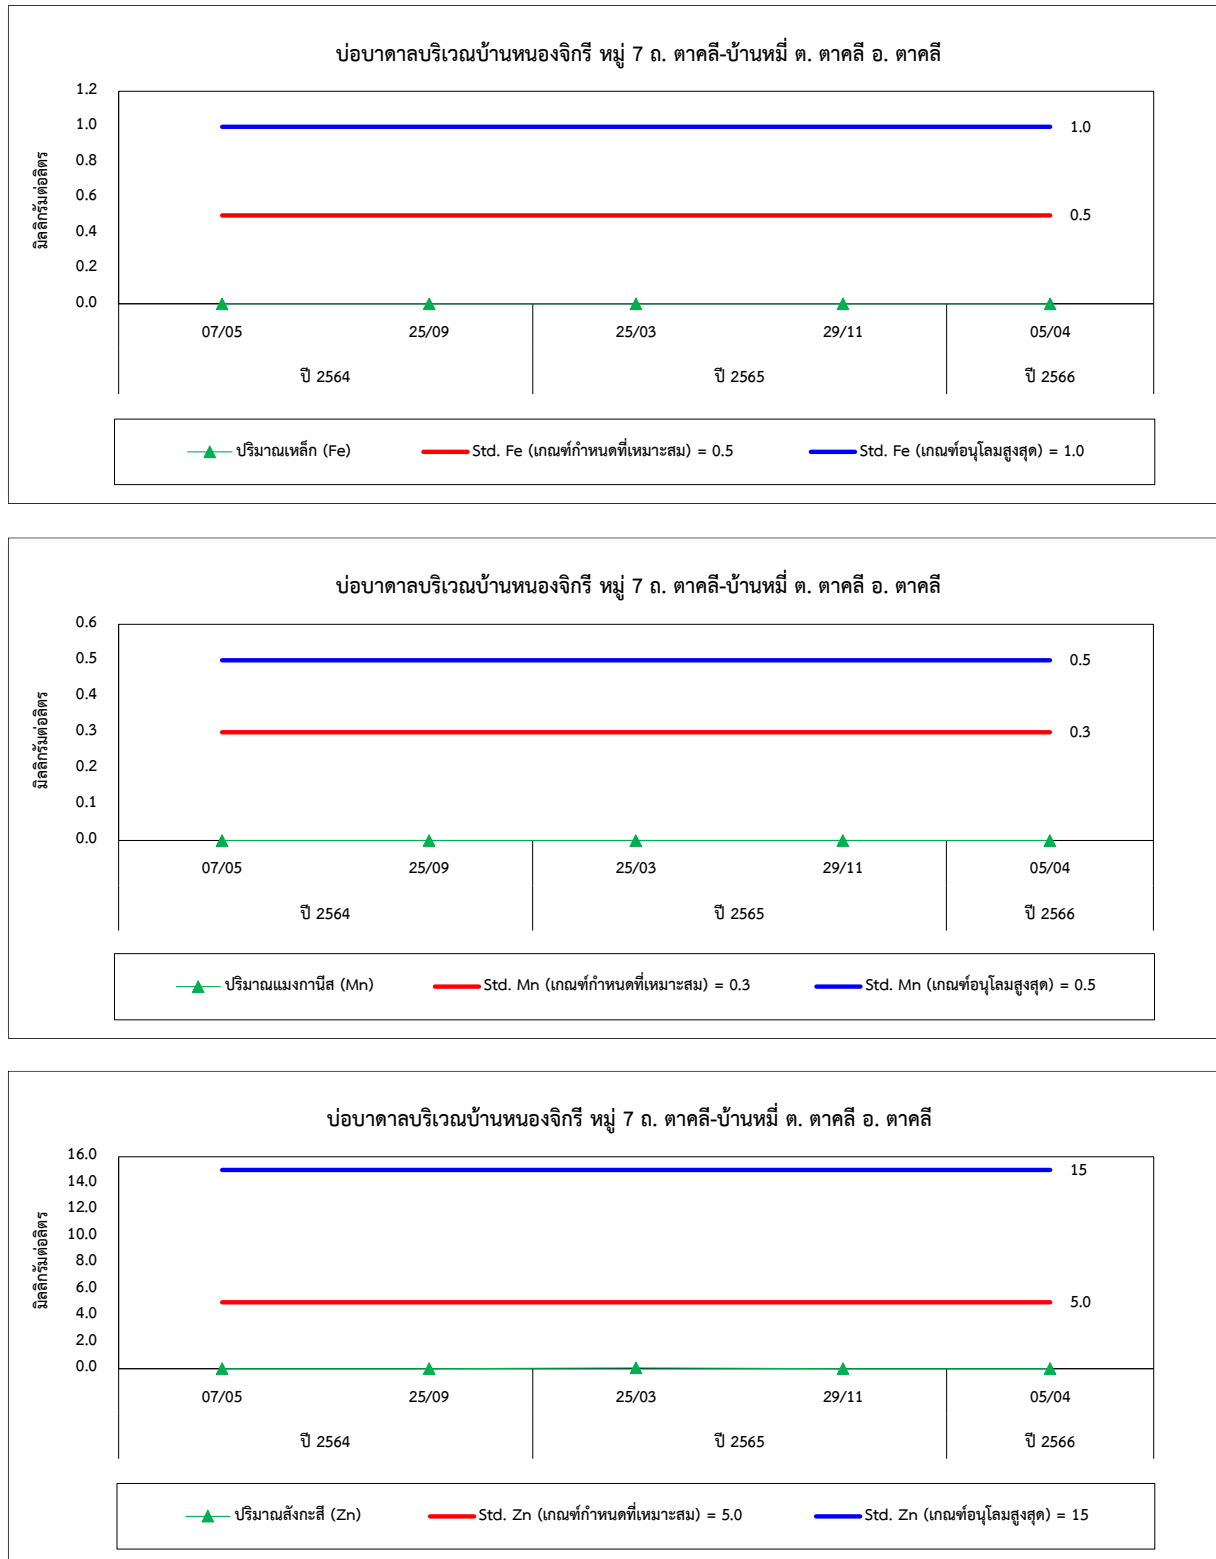 บ่อบาดาลบริเวณบ้านหนองจิกรี หมู่ 7 ถ. ตาคลี-บ้านหมี่ ต. ตาคลี อ. ตาคลี
มิลลิกรัมต่อลิตร
1.2
1.0
0.8
0.6
0.4
0.2
0.0
1.0
0.5
07/05 25/09 25/03 29/11 05/04
ปี 2564 ปี 2565 ปี 2566
ปริมาณเหล็ก (Fe) Std. Fe (เกณฑ์กำหนดที่เหมาะสม) = 0.5 Std. Fe (เกณฑ์อนุโลมสูงสุด) = 1.0
บ่อบาดาลบริเวณบ้านหนองจิกรี หมู่ 7 ถ. ตาคลี-บ้านหมี่ ต. ตาคลี อ. ตาคลี
มิลลิกรัมต่อลิตร
0.6
0.5
0.4
0.3
0.2
0.1
0.0
0.5
0.3
07/05 25/09 25/03 29/11 05/04
ปี 2564 ปี 2565 ปี 2566
ปริมาณแมงกานีส (Mn) Std. Mn (เกณฑ์กำหนดที่เหมาะสม) = 0.3 Std. Mn (เกณฑ์อนุโลมสูงสุด) = 0.5
บ่อบาดาลบริเวณบ้านหนองจิกรี หมู่ 7 ถ. ตาคลี-บ้านหมี่ ต. ตาคลี อ. ตาคลี
มิลลิกรัมต่อลิตร
16.0
14.0
12.0
10.0
8.0
6.0
4.0
2.0
0.0
15
5.0
07/05 25/09 25/03 29/11 05/04
ปี 2564 ปี 2565 ปี 2566
ปริมาณสังกะสี (Zn) Std. Zn (เกณฑ์กำหนดที่เหมาะสม) = 5.0 Std. Zn (เกณฑ์อนุโลมสูงสุด) = 15